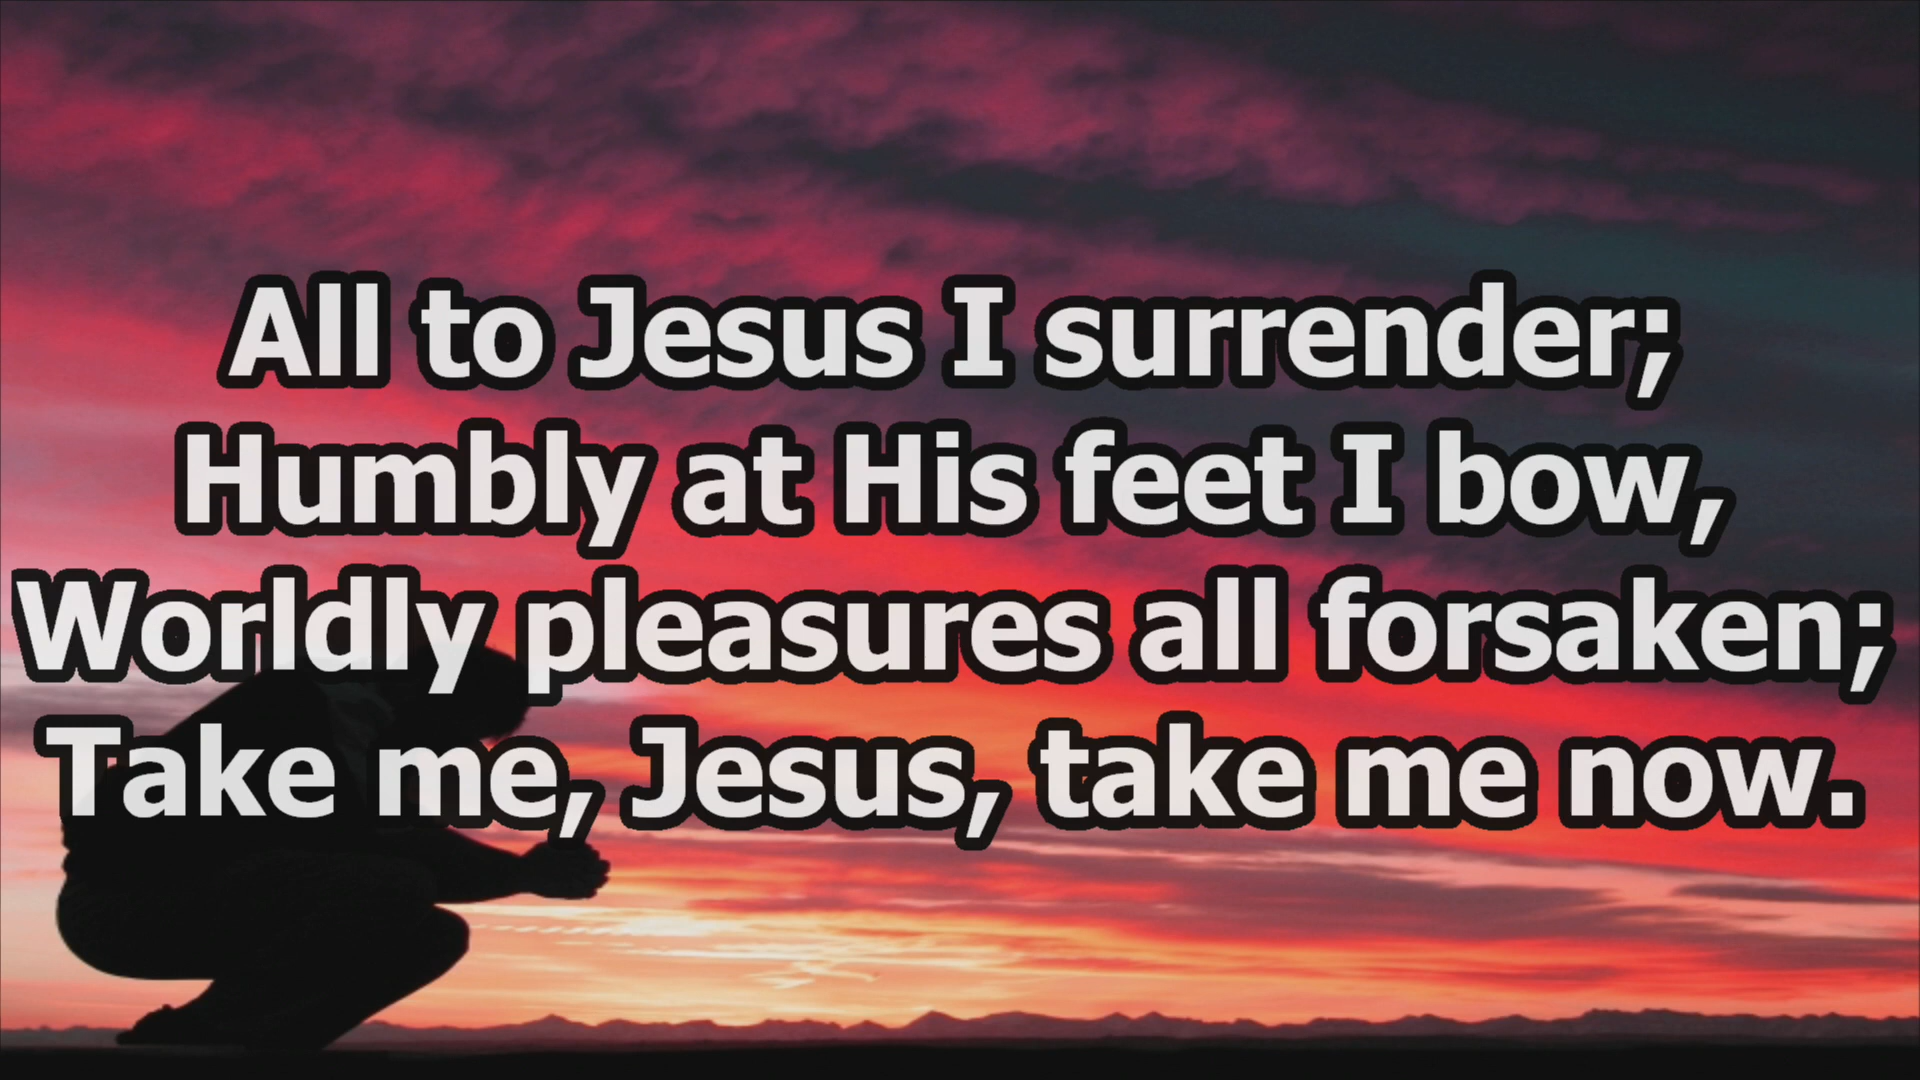 All to Jesus I surrender;
Humbly at His feet I bow,
Worldly pleasures all forsaken;
Take me, Jesus, take me now.